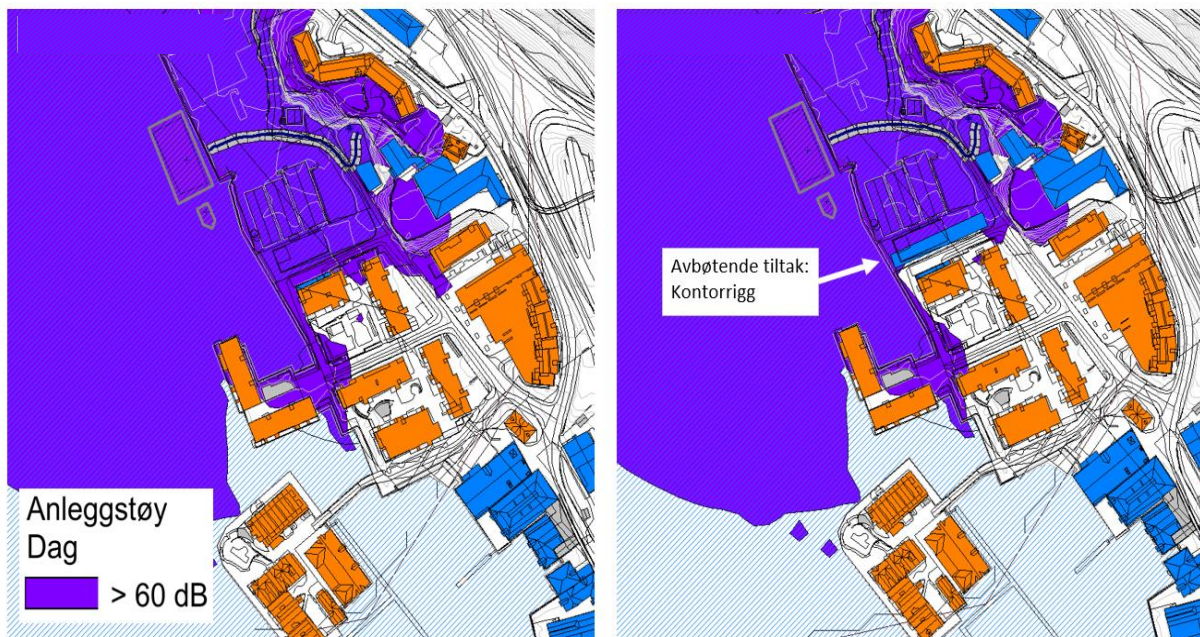 Anleggstøy
Dag
> 60 dB
Avbøtende tiltak:
Kontorrigg